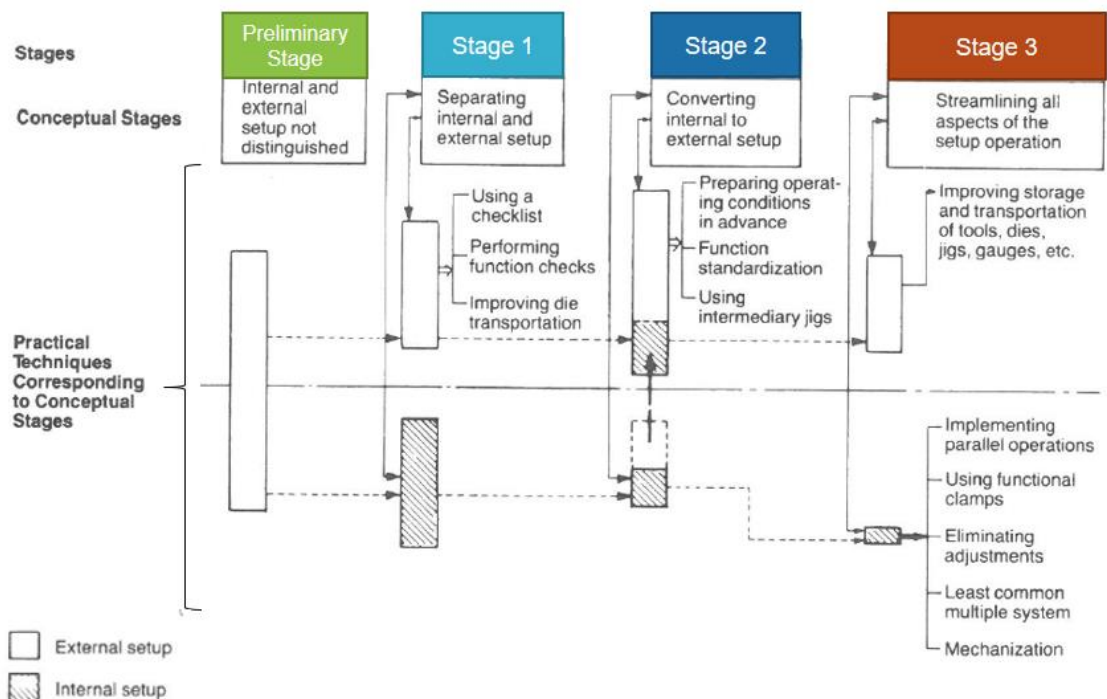 Stages
Preliminary
Stage
Stage 1
Stage 2
Stage 3
Conceptual Stages
Internal and
external
setup not
distinguished
Separating
internal and
external setup
Converting
internal to
external setup
Streamlining all
aspects of the
setup operation
Practical
Techniques
Corresponding
to Conceptual
Stages
Using a
checklist
Performing
function checks
Improving die
transportation
Preparing operat-
ing conditions
in advance
Function
standardization
Using
intermediary jigs
Improving storage
and transportation
of tools, dies,
jigs, gauges, etc.
Implementing
parallel operations
Using functional
clamps
Eliminating
adjustments
Least common
multiple system
Mechanization
External setup
Internal setup